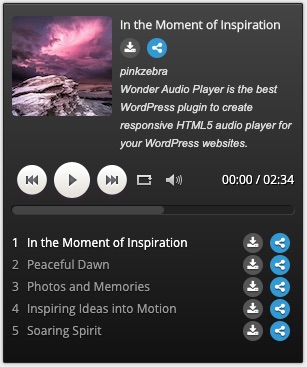 In the Moment of Inspiration
pinkzebra
Wonder Audio Player is the best
WordPress plugin to create
responsive HTML5 audio player for
your WordPress websites.
00:00 / 02:34
1 In the Moment of Inspiration
2 Peaceful Dawn
3 Photos and Memories
4 Inspiring Ideas into Motion
5 Soaring Spirit